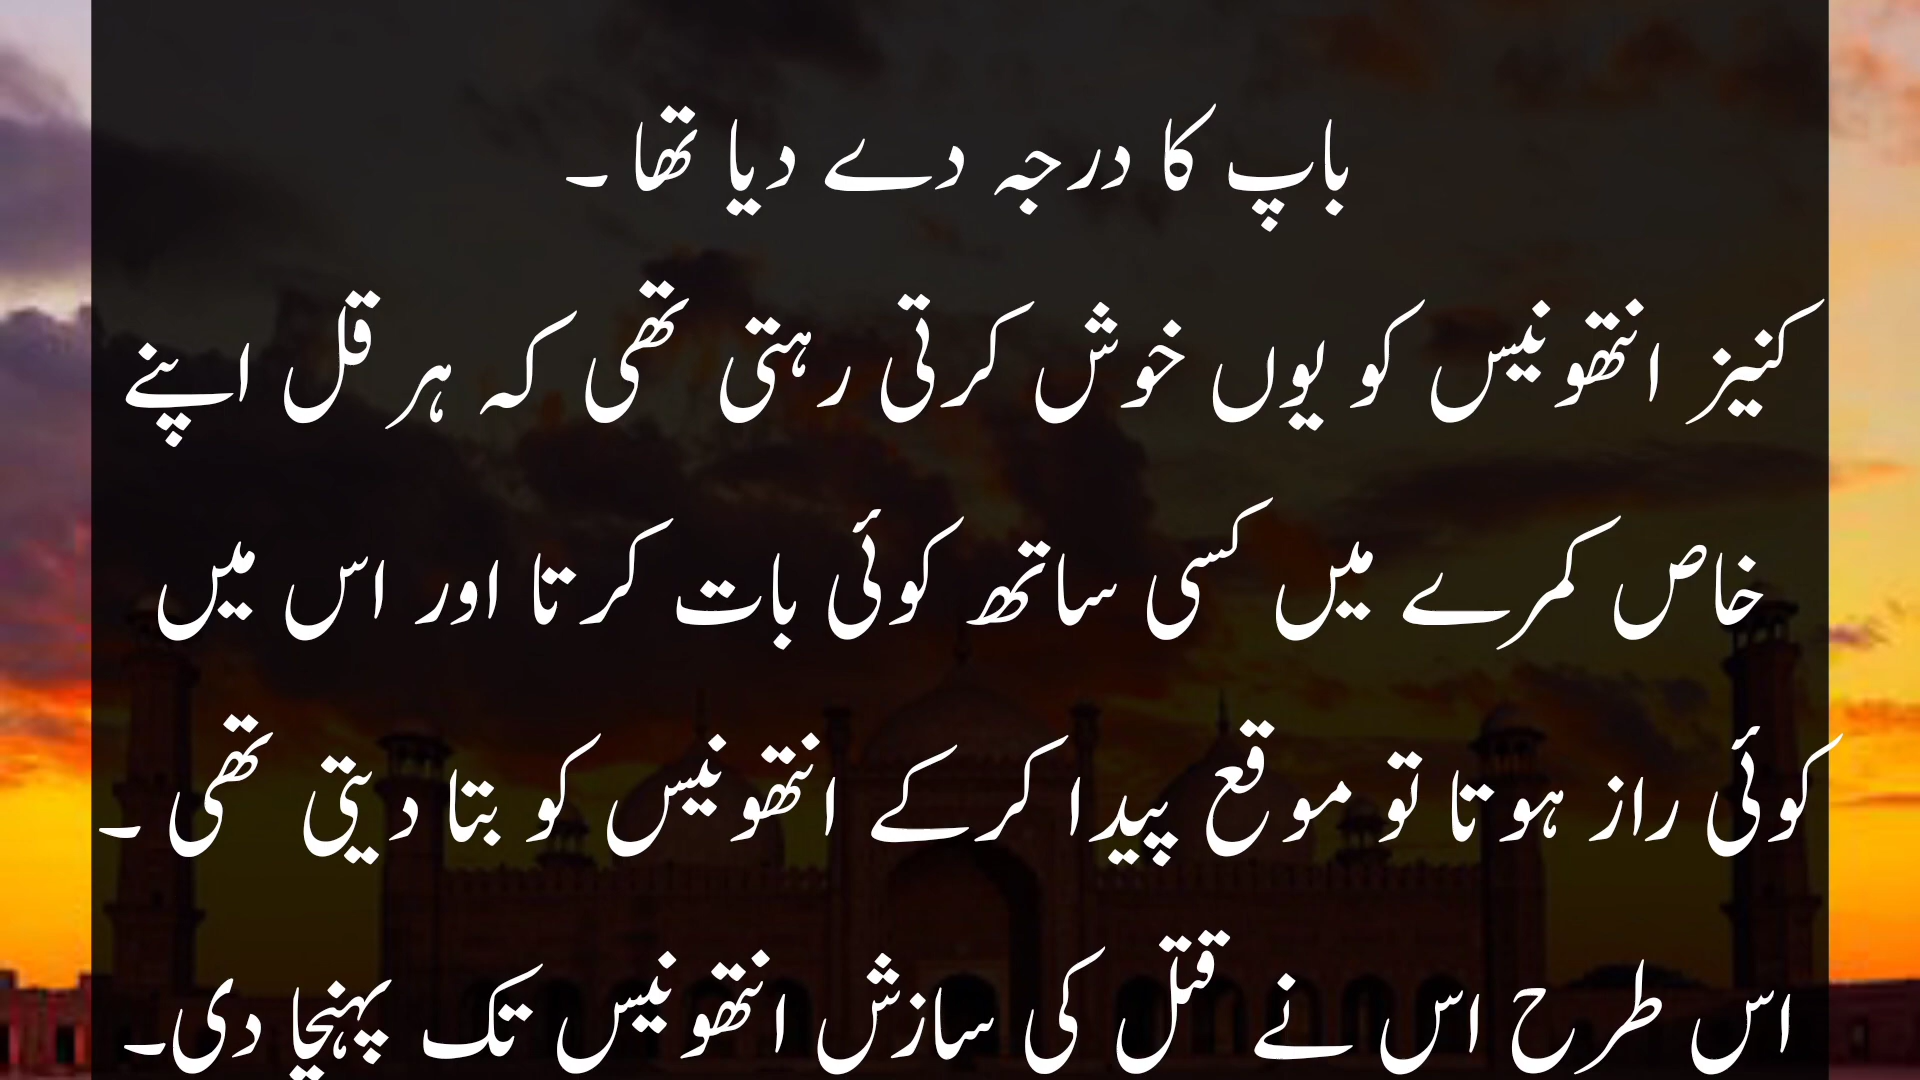 باپ کا درجہ دے دیا تھا۔
کنیز انتھونیس کو یوں خوش کرتی رہتی تھی کہ ہرقل اپنے
خاص کمرے میں کسی ساتھ کوئی بات کرتا اور اس میں
کوئی راز ہوتا تو موقع پیدا کرکے انتھونیس کو بتا دیتی تھی ۔
اس طرح اس نے قتل کی سازش انتھونیس تک پہنچا دی۔